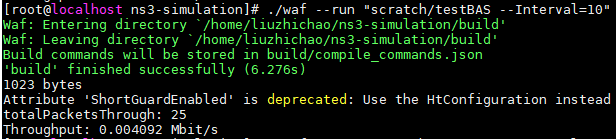 [root@localhost ns3-simulation]# ./waf --run "scratch/testBAS --Interval=10"
Waf: Entering directory `/home/liuzhichao/ns3-simulation/build'
Waf: Leaving directory `/home/liuzhichao/ns3-simulation/build'
Build commands will be stored in build/compile_commands.json
'build' finished successfully (6.276s)
1023 bytes
Attribute 'ShortGuardEnabled' is deprecated: Use the HtConfiguration instead
totalPacketsThrough: 25
Throughput: 0.004092 Mbit/s